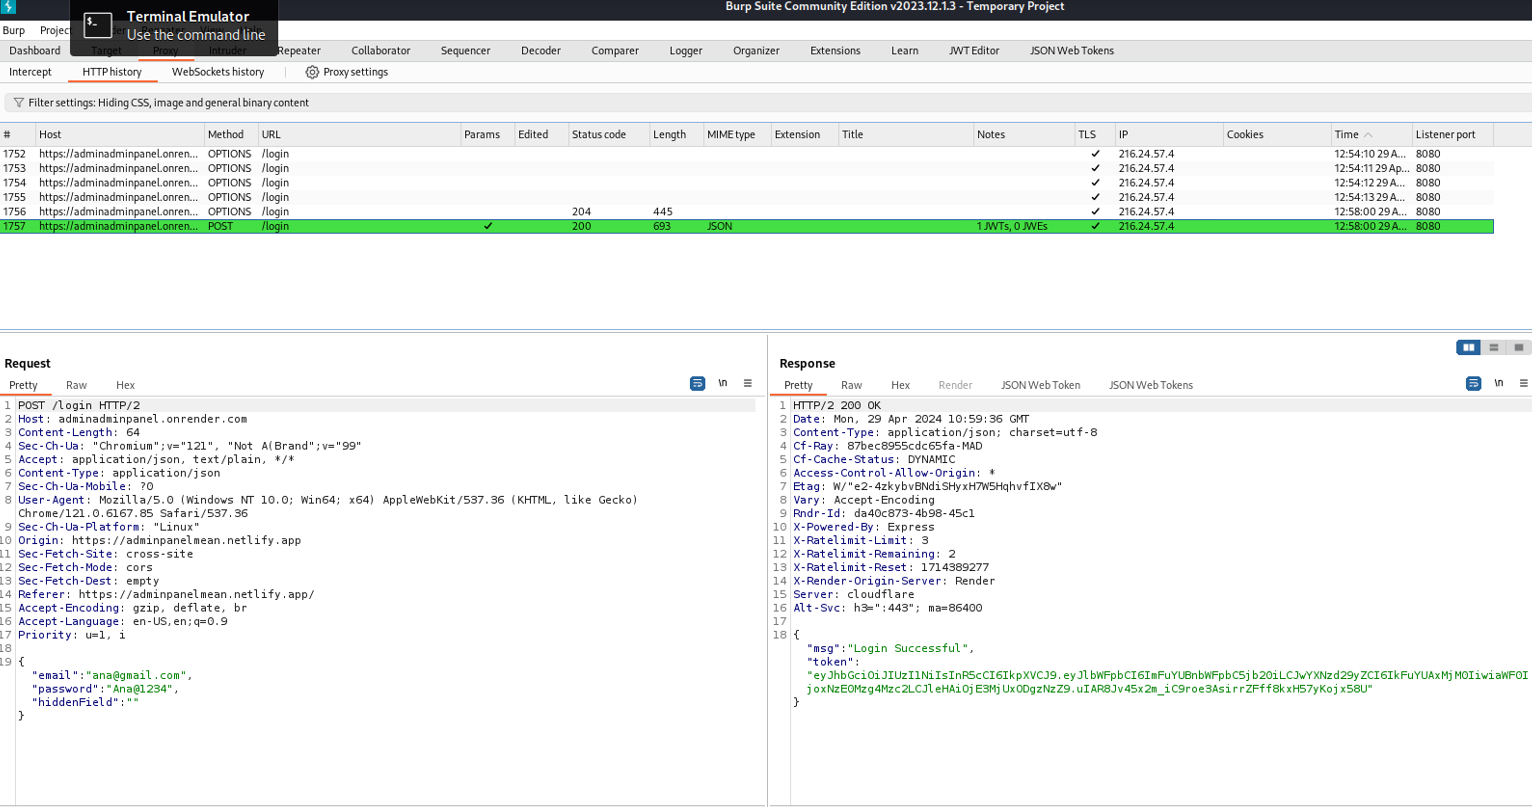 Burp Suite Community Edition v2023.12.1.3 - Temporary Project
$_
Terminal Emulator
Use the command line
Burp Project
Dashboard Target Proxy Intruder Repeater Collaborator Sequencer Decoder Comparer Logger Organizer Extensions Learn JWT Editor JSON Web Tokens
Intercept HTTP history WebSockets history Proxy settings
Filter settings: Hiding CSS, image and general binary content
# Host Method URL Params Edited Status code Length MIME type Extension Title Notes TLS IP Cookies Time Listener port
1752 https://adminadminpanel.onren... OPTIONS /login ✓ 216.24.57.4 12:54:10 29 A... 8080
1753 https://adminadminpanel.onren... OPTIONS /login ✓ 216.24.57.4 12:54:11 29 Ap... 8080
1754 https://adminadminpanel.onren... OPTIONS /login ✓ 216.24.57.4 12:54:12 29 A... 8080
1755 https://adminadminpanel.onren... OPTIONS /login ✓ 216.24.57.4 12:54:13 29 A... 8080
1756 https://adminadminpanel.onren... OPTIONS /login 204 445 ✓ 216.24.57.4 12:58:00 29 A... 8080
1757 https://adminadminpanel.onren... POST /login ✓ 200 693 JSON 1 JWTs, 0 JWEs ✓ 216.24.57.4 12:58:00 29 A... 8080
Request
Pretty Raw Hex \n
1 POST /login HTTP/2
2 Host: adminadminpanel.onrender.com
3 Content-Length: 64
4 Sec-Ch-Ua: "Chromium";v="121", "Not A(Brand";v="99"
5 Accept: application/json, text/plain, */*
6 Content-Type: application/json
7 Sec-Ch-Ua-Mobile: ?0
8 User-Agent: Mozilla/5.0 (Windows NT 10.0; Win64; x64) AppleWebKit/537.36 (KHTML, like Gecko)
Chrome/121.0.6167.85 Safari/537.36
9 Sec-Ch-Ua-Platform: "Linux"
10 Origin: https://adminpanelmean.netlify.app
11 Sec-Fetch-Site: cross-site
12 Sec-Fetch-Mode: cors
13 Sec-Fetch-Dest: empty
14 Referer: https://adminpanelmean.netlify.app/
15 Accept-Encoding: gzip, deflate, br
16 Accept-Language: en-US,en;q=0.9
17 Priority: u=1, i
18
19 {
"email":"ana@gmail.com",
"password":"Ana@1234",
"hiddenField":""
}
Response
Pretty Raw Hex Render JSON Web Token JSON Web Tokens \n
1 HTTP/2 200 OK
2 Date: Mon, 29 Apr 2024 10:59:36 GMT
3 Content-Type: application/json; charset=utf-8
4 Cf-Ray: 87bec8955cdc65fa-MAD
5 Cf-Cache-Status: DYNAMIC
6 Access-Control-Allow-Origin: *
7 Etag: W/"e2-4zkybvBNdiSHyxH7W5HqhvfIX8w"
8 Vary: Accept-Encoding
9 Rndr-Id: da40c873-4b98-45c1
10 X-Powered-By: Express
11 X-Ratelimit-Limit: 3
12 X-Ratelimit-Remaining: 2
13 X-Ratelimit-Reset: 1714389277
14 X-Render-Origin-Server: Render
15 Server: cloudflare
16 Alt-Svc: h3=":443"; ma=86400
17
18 {
"msg":"Login Successful",
"token":
"eyJhbGciOiJIUzI1NiIsInR5cCI6IkpXVCJ9.eyJlbWFpbCI6ImFuYUBnbWFpbC5jb20iLCJwYXNzd29yZCI6IkFuYUAxMjM0IiwiaWF0I
joxNzE0Mzg4Mzc2LCJleHAiOjE3MjUxODgzNzZ9.uIAR8Jv45x2m_iC9roe3AsirrZFff8kxH57yKojx58U"
}